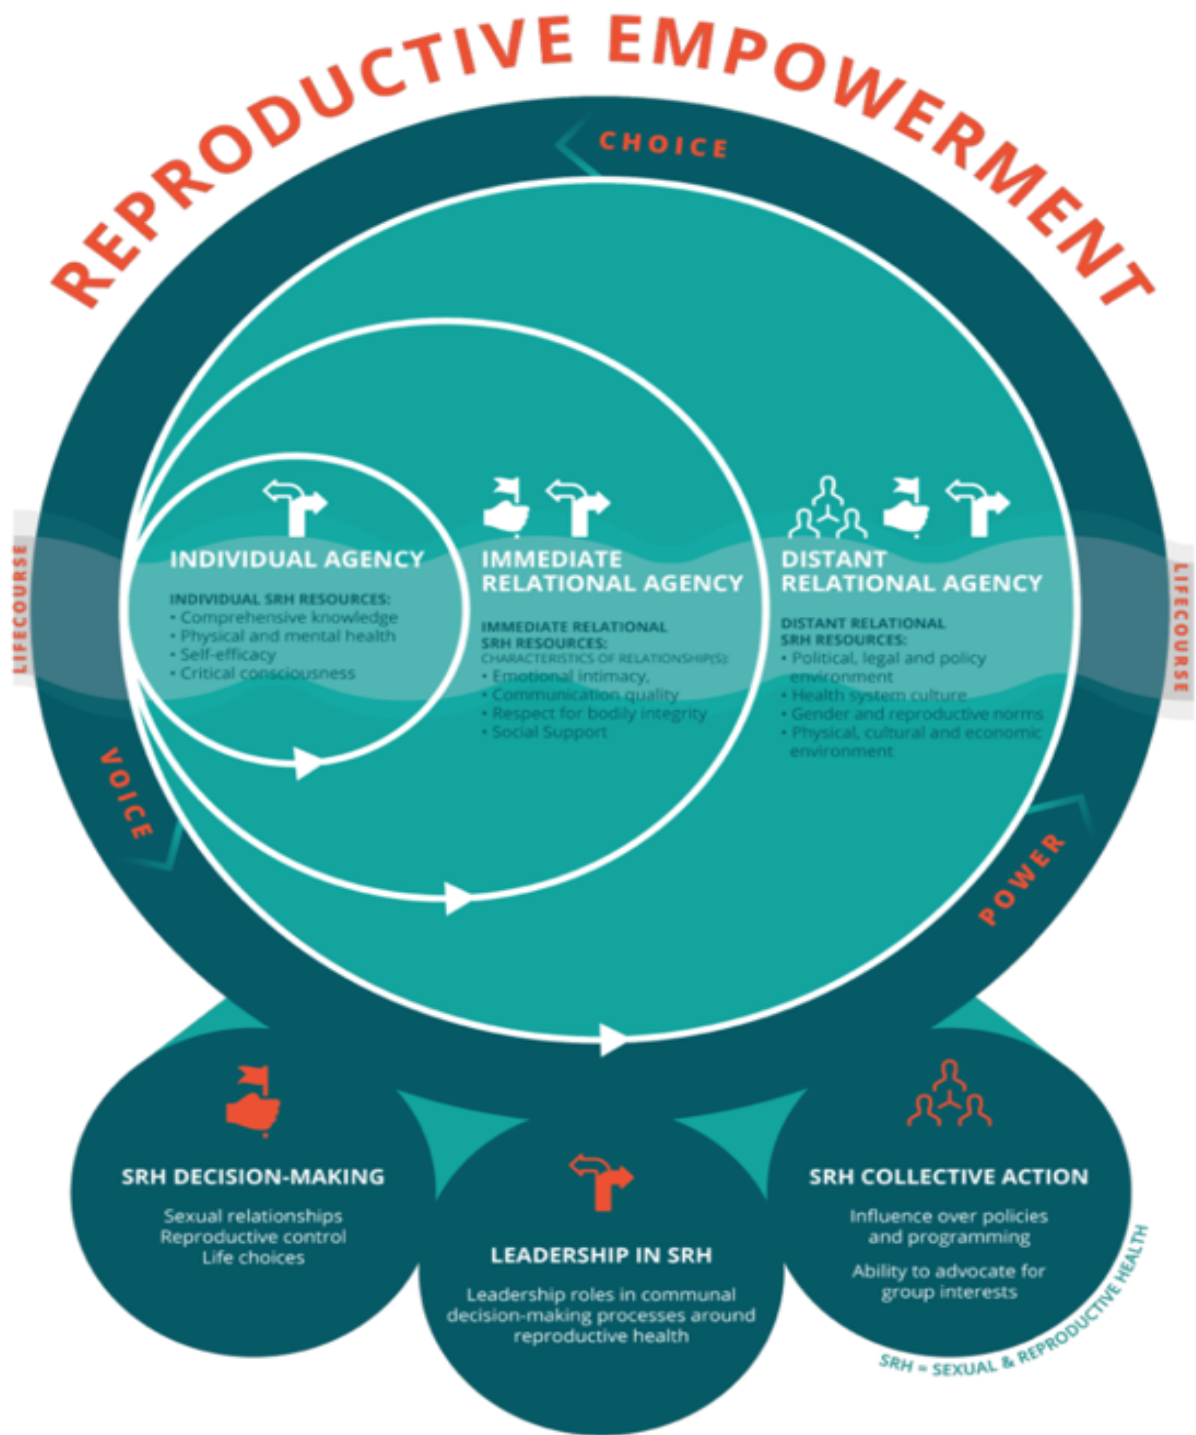 REPRODUCTIVE EMPOWERMENT
CHOICE
LIFECOURSE
LIFECOURSE
INDIVIDUAL AGENCY
INDIVIDUAL SRH RESOURCES:
• Comprehensive knowledge
• Physical and mental health
• Self-efficacy
• Critical consciousness
IMMEDIATE
RELATIONAL AGENCY
IMMEDIATE RELATIONAL
SRH RESOURCES:
CHARACTERISTICS OF RELATIONSHIP(S):
• Emotional intimacy,
• Communication quality
• Respect for bodily integrity
• Social Support
DISTANT
RELATIONAL AGENCY
DISTANT RELATIONAL
SRH RESOURCES:
• Political, legal and policy
environment
• Health system culture
• Gender and reproductive norms
• Physical, cultural and economic
environment
VOICE
POWER
SRH DECISION-MAKING
Sexual relationships
Reproductive control
Life choices
LEADERSHIP IN SRH
Leadership roles in communal
decision-making processes around
reproductive health
SRH COLLECTIVE ACTION
Influence over policies
and programming
Ability to advocate for
group interests
SRH = SEXUAL & REPRODUCTIVE HEALTH